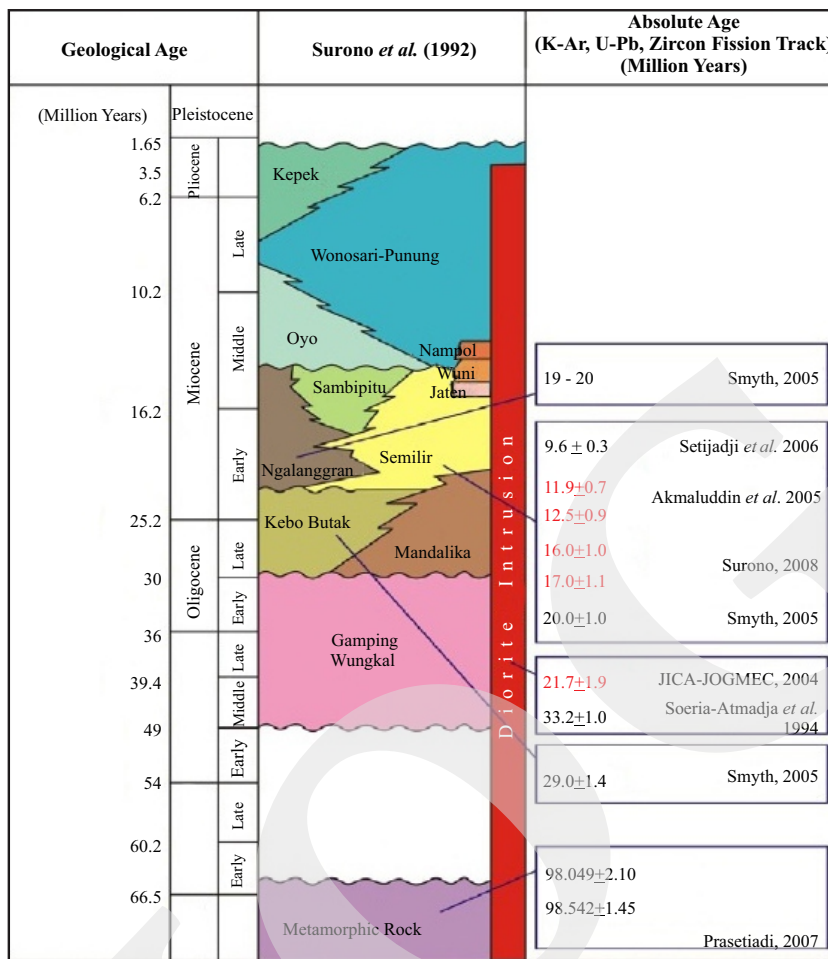 Geological Age
Surono et al. (1992)
Absolute Age
(K-Ar, U-Pb, Zircon Fission Track)
(Million Years)
(Million Years)
Pleistocene
1.65
3.5
6.2
10.2
16.2
25.2
30
36
39.4
49
54
60.2
66.5
Pliocene
Miocene
Oligocene
Late
Middle
Early
Late
Early
Late
Middle
Early
Late
Early
Kepek
Wonosari-Punung
Oyo
Nampol
Wuni
Jaten
Sambipitu
Semilir
Ngalanggran
Kebo Butak
Mandalika
Gamping
Wungkal
Metamorphic Rock
Diorite Intrusion
19 - 20 Smyth, 2005
9.6 ± 0.3 Setijadji et al. 2006
11.9±0.7
Akmaluddin et al. 2005
12.5±0.9
16.0±1.0
Surono, 2008
17.0±1.1
20.0±1.0 Smyth, 2005
21.7±1.9 JICA-JOGMEC, 2004
33.2±1.0 Soeria-Atmadja et al.
1994
29.0±1.4 Smyth, 2005
98.049±2.10
98.542±1.45
Prasetiadi, 2007